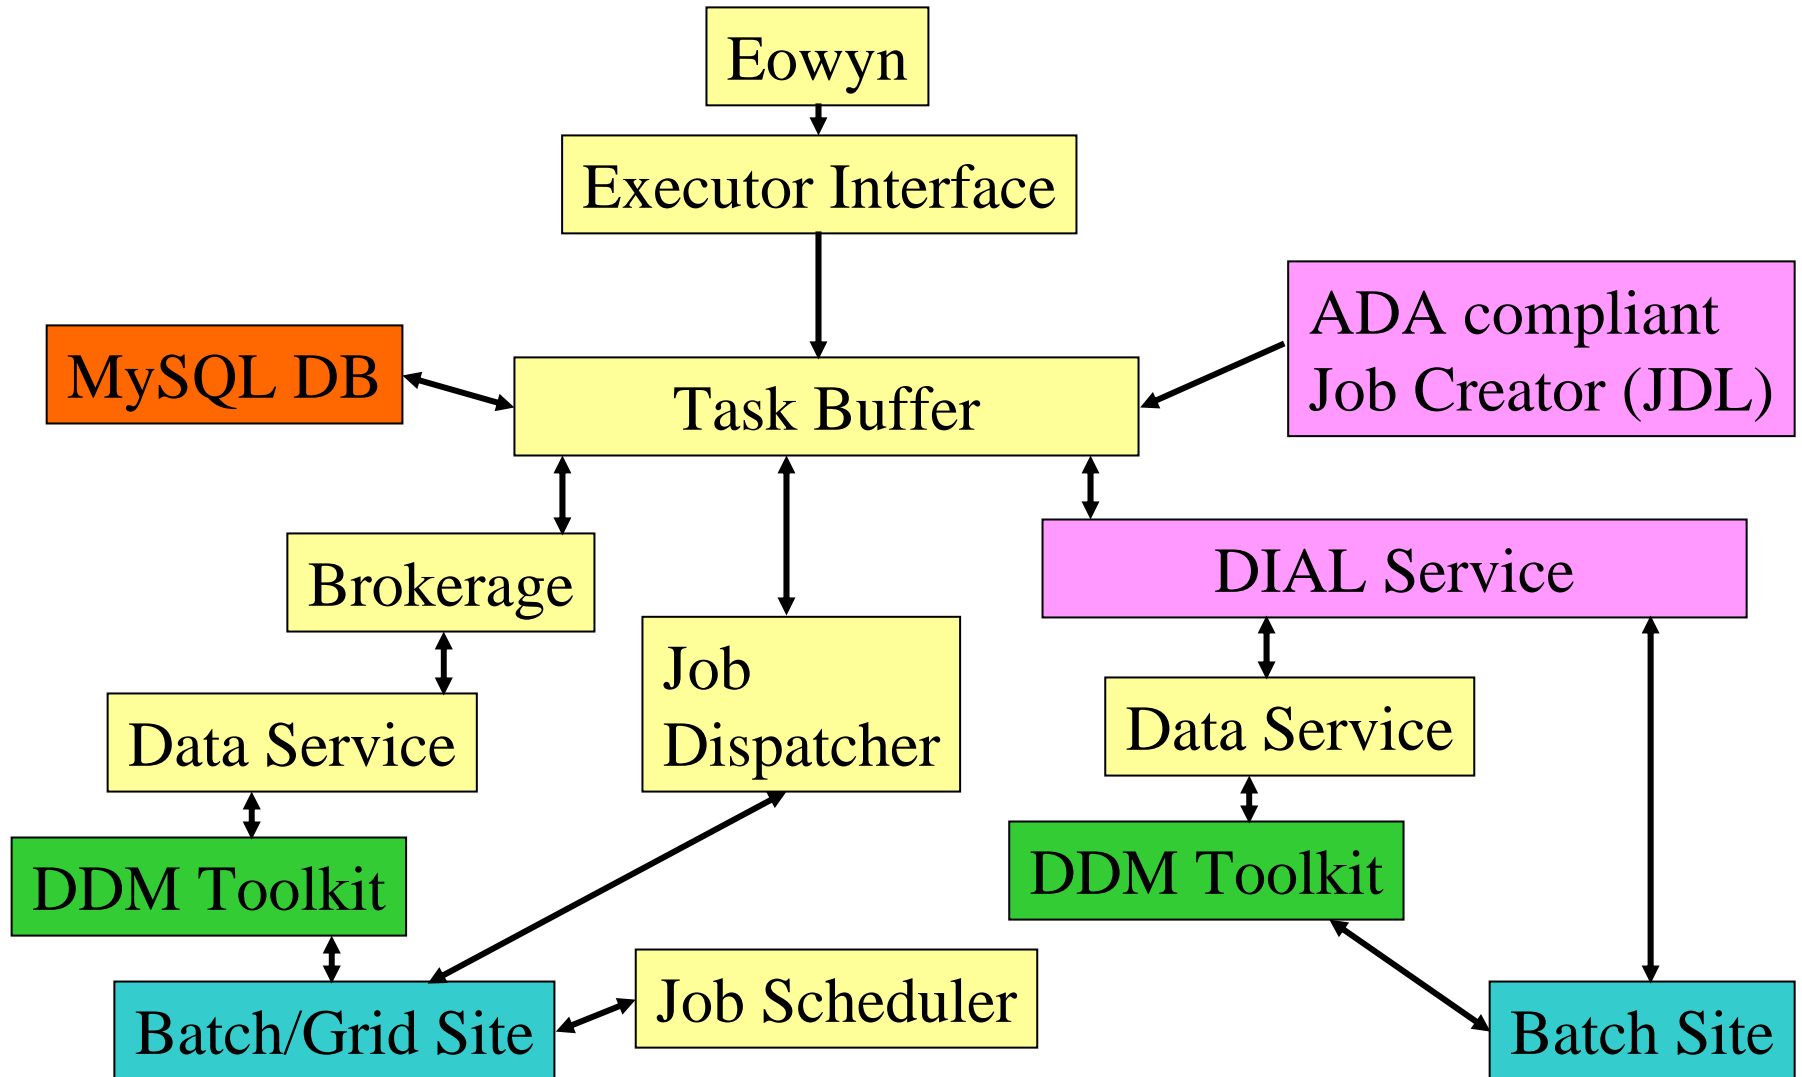 Eowyn
Executor Interface
ADA compliant
Job Creator (JDL)
MySQL DB
Task Buffer
Brokerage
DIAL Service
Job
Dispatcher
Data Service
Data Service
DDM Toolkit
DDM Toolkit
Job Scheduler
Batch/Grid Site
Batch Site